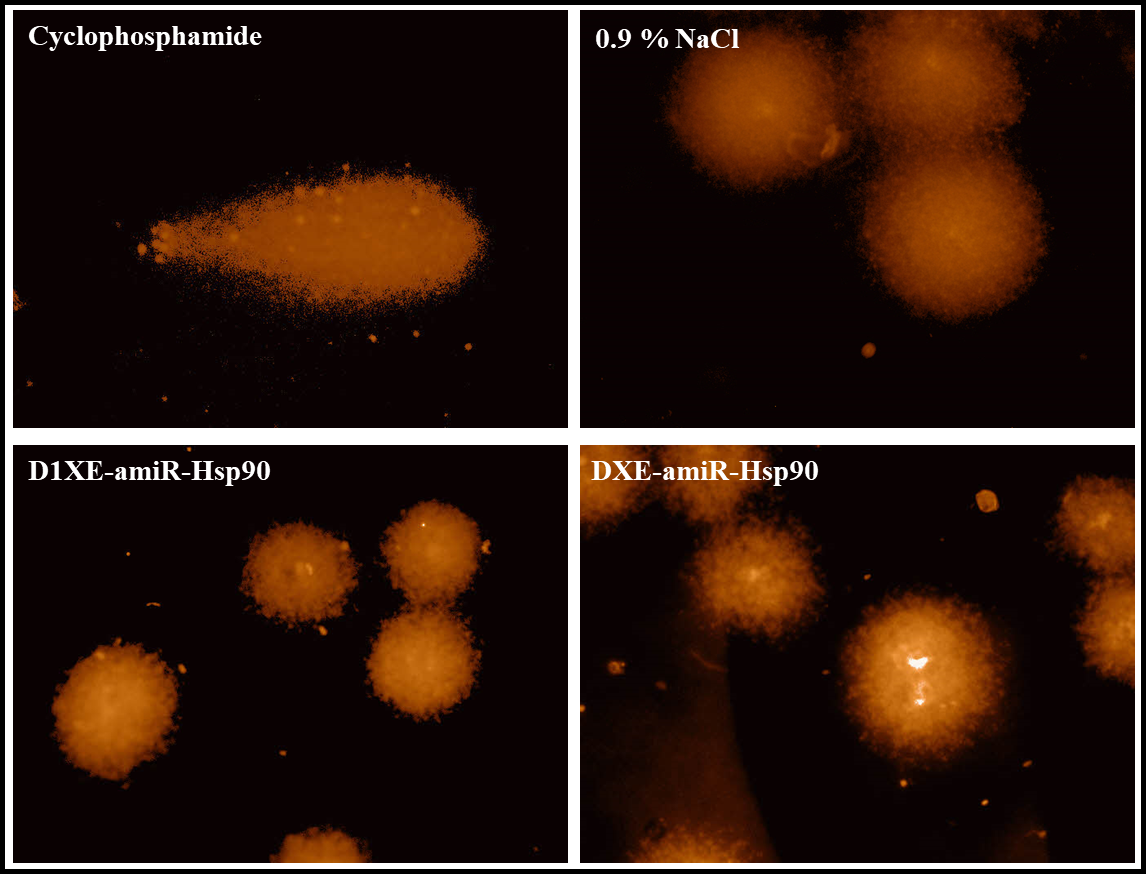 Cyclophosphamide
0.9 % NaCl
D1XE-amiR-Hsp90
DXE-amiR-Hsp90